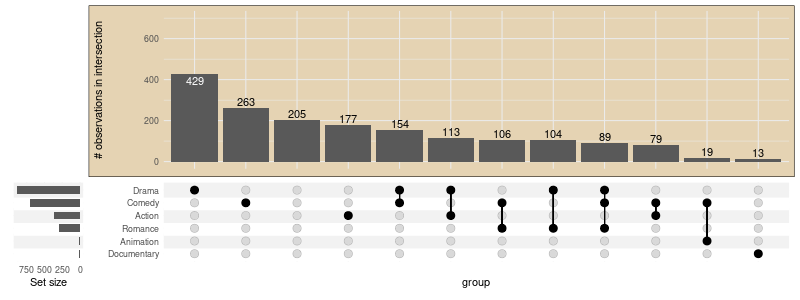 # observations in intersection
600
400
200
0
429
263
205
177
154
113
106
104
89
79
19
13
Drama
Comedy
Action
Romance
Animation
Documentary
750 500 250 0
Set size
group